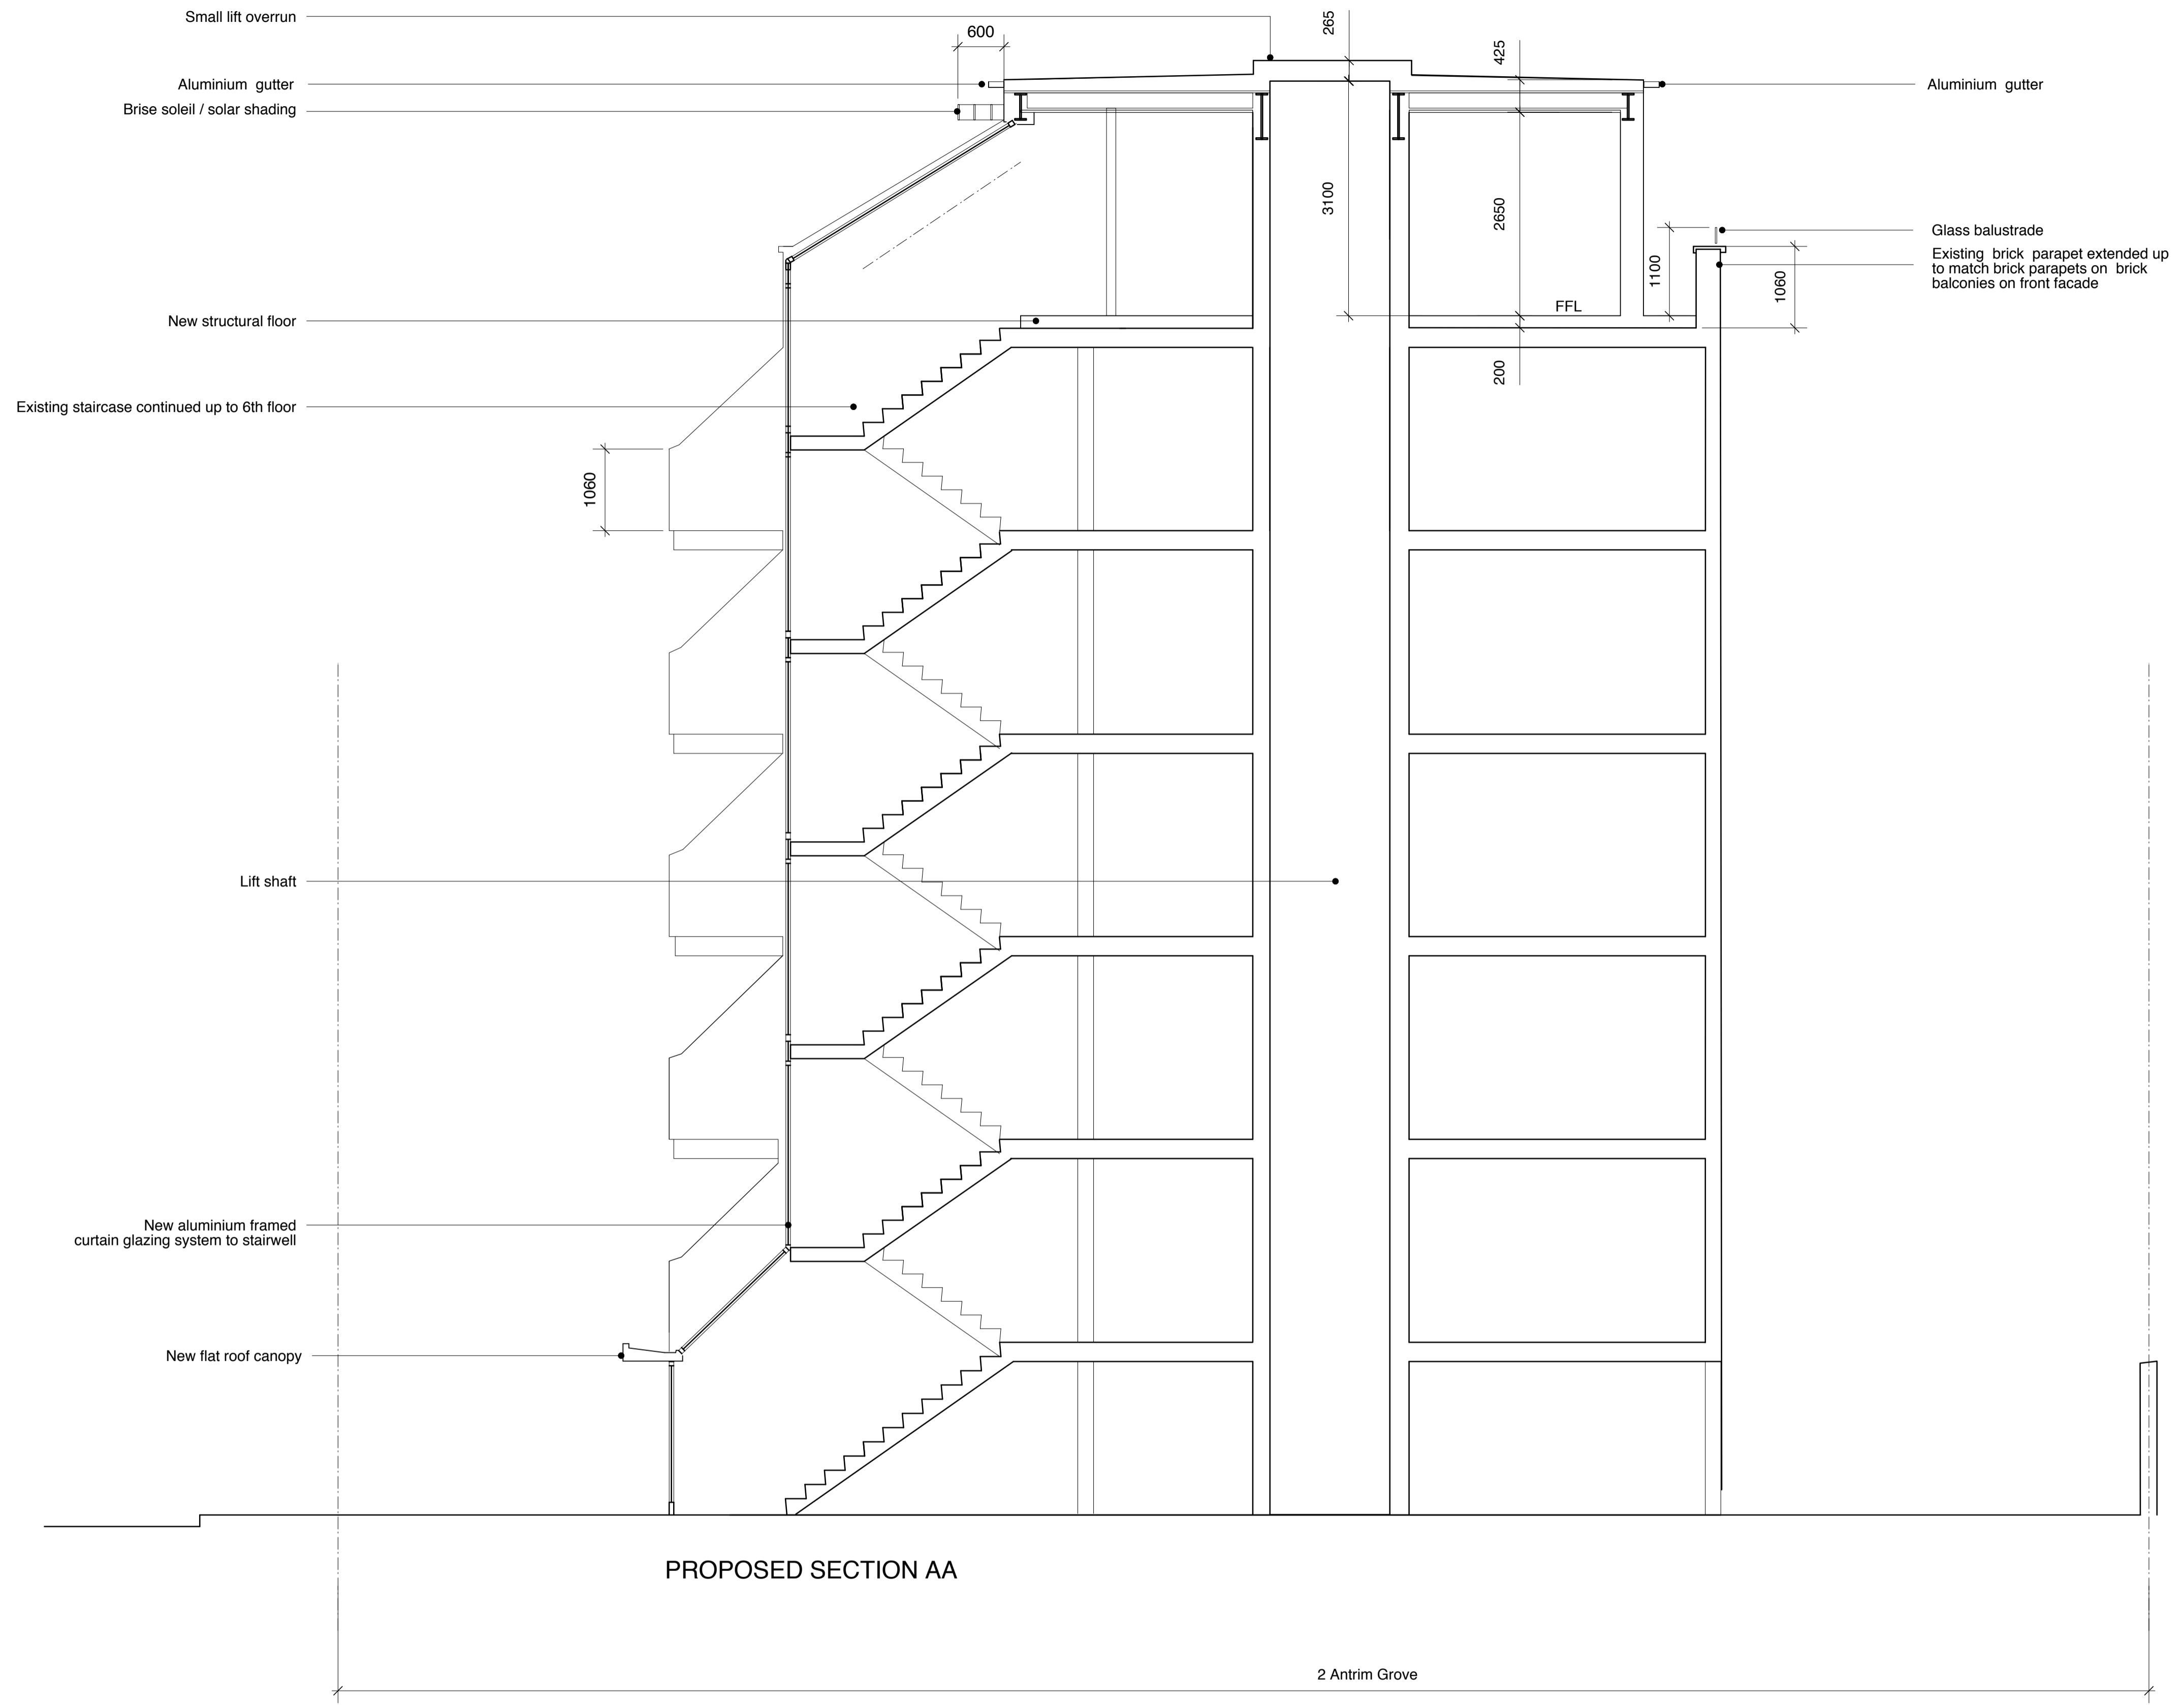 Small lift overrun
265
600
425
Aluminium gutter
Aluminium gutter
Brise soleil / solar shading
3100
2650
Glass balustrade
Existing brick parapet extended up
to match brick parapets on brick
balconies on front facade
1100
1060
FFL
New structural floor
200
Existing staircase continued up to 6th floor
1060
Lift shaft
New aluminium framed
curtain glazing system to stairwell
New flat roof canopy
PROPOSED SECTION AA
2 Antrim Grove